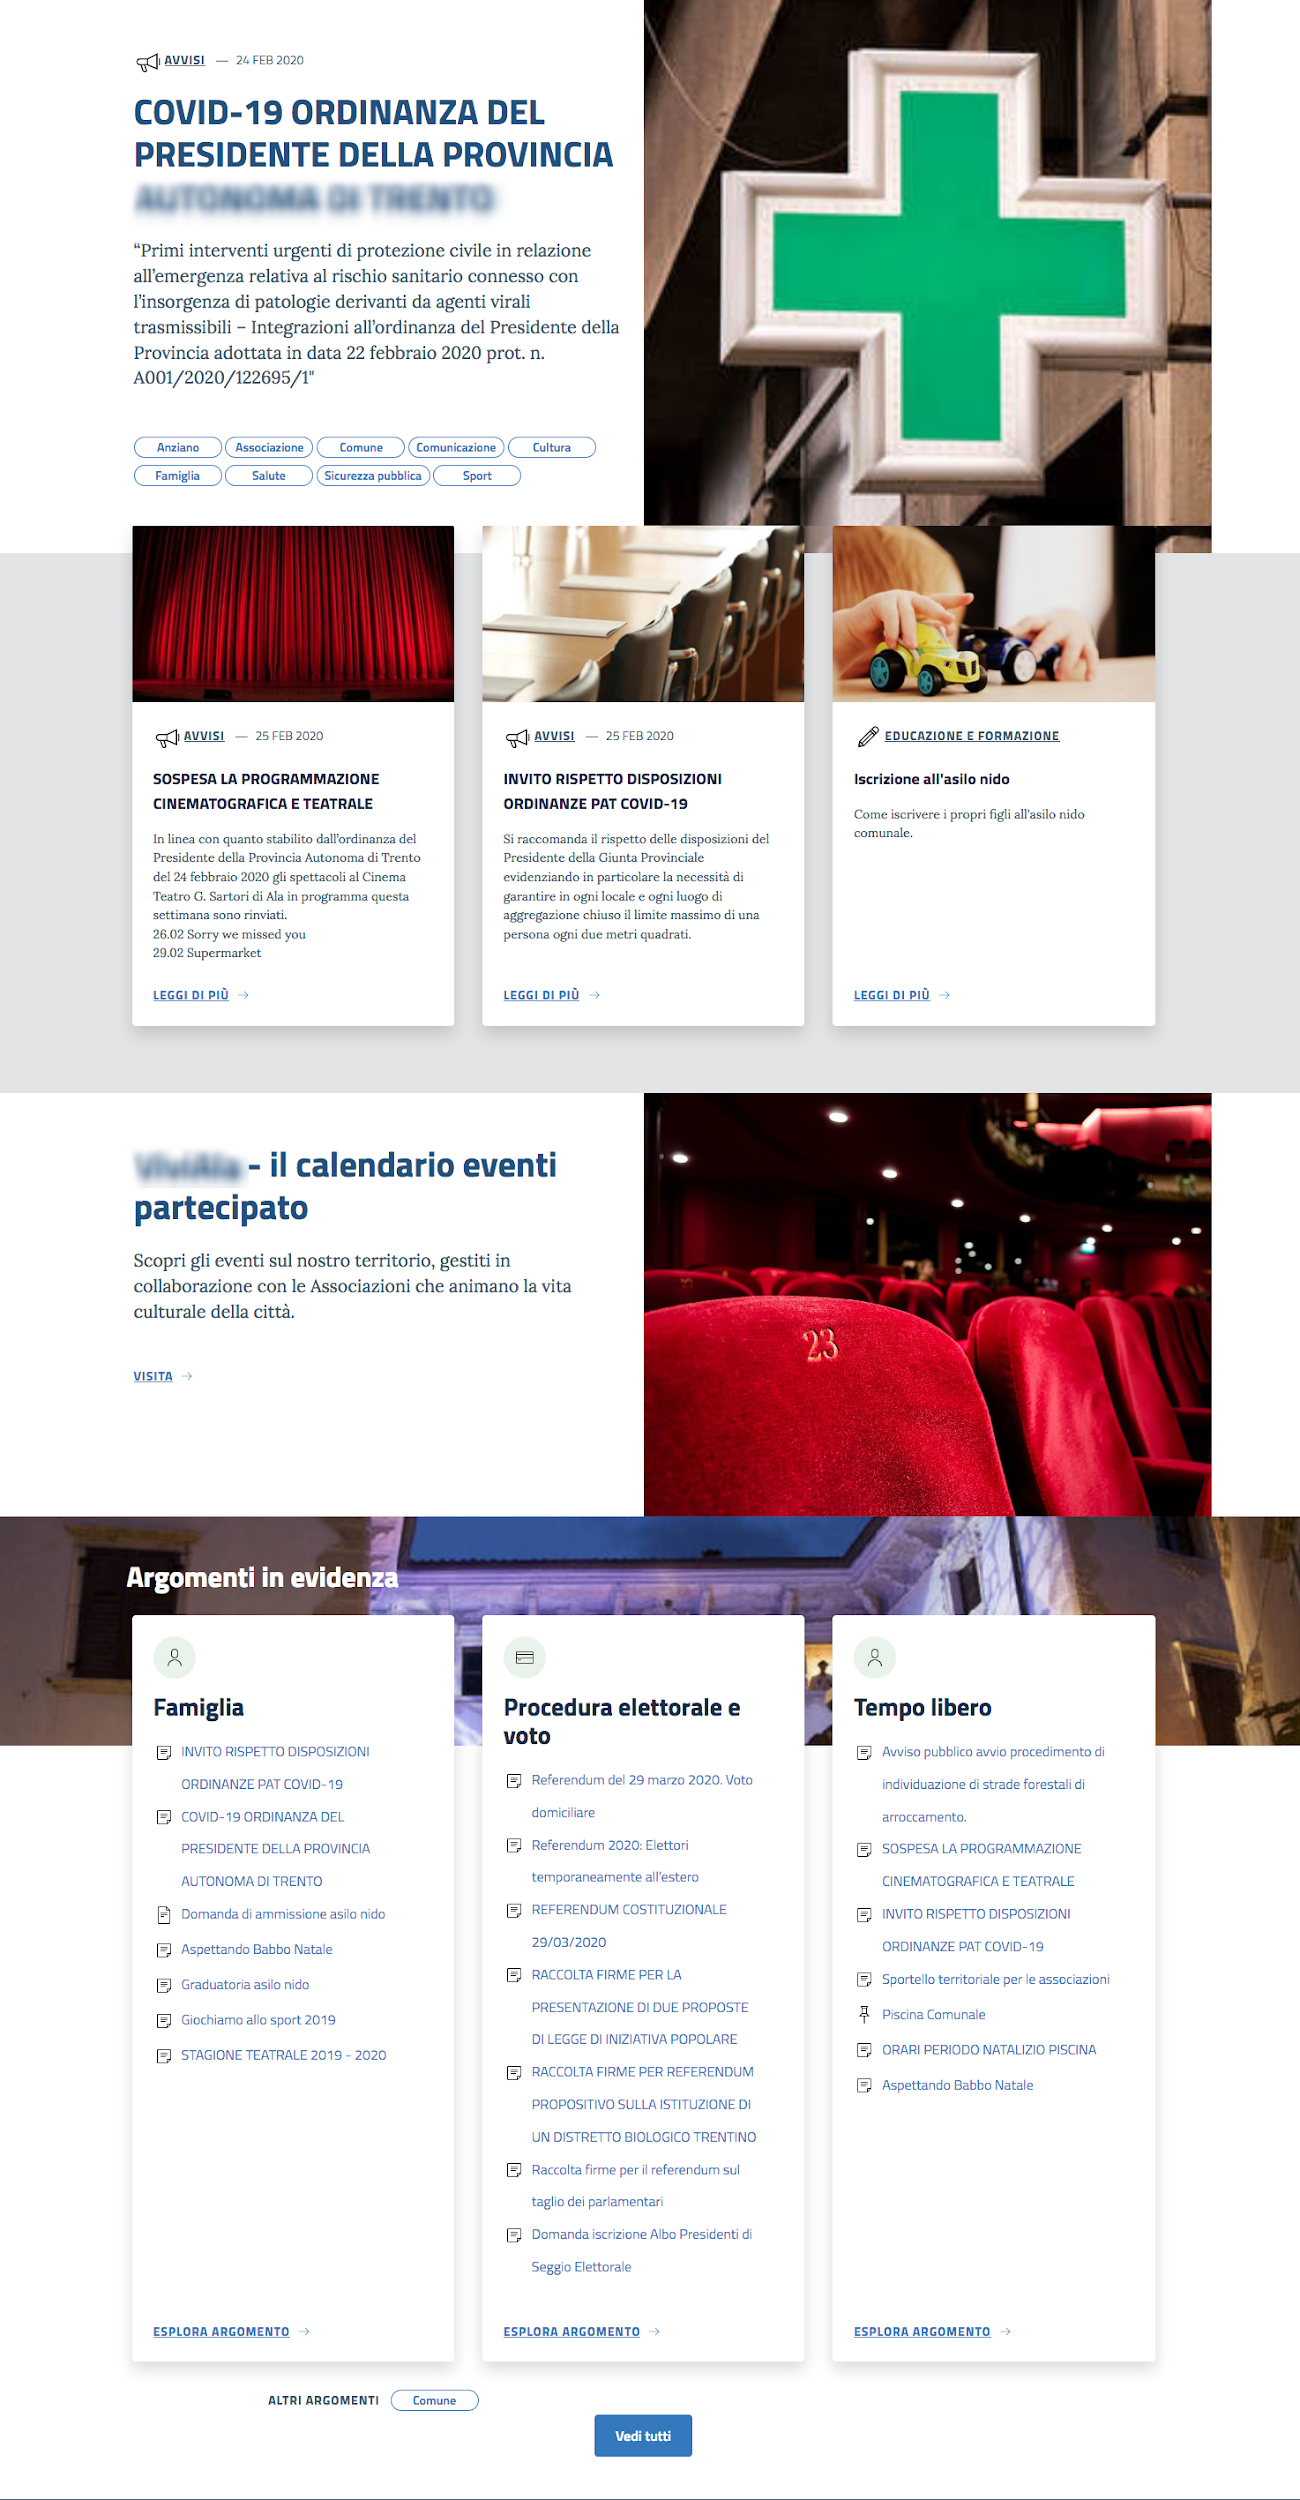 AVVISI — 24 FEB 2020
COVID-19 ORDINANZA DEL
PRESIDENTE DELLA PROVINCIA
AUTONOMA DI TRENTO
“Primi interventi urgenti di protezione civile in relazione
all’emergenza relativa al rischio sanitario connesso con
l’insorgenza di patologie derivanti da agenti virali
trasmissibili – Integrazioni all’ordinanza del Presidente della
Provincia adottata in data 22 febbraio 2020 prot. n.
A001/2020/122695/1"
Anziano Associazione Comune Comunicazione Cultura
Famiglia Salute Sicurezza pubblica Sport
AVVISI — 25 FEB 2020
SOSPESA LA PROGRAMMAZIONE
CINEMATOGRAFICA E TEATRALE
In linea con quanto stabilito dall’ordinanza del
Presidente della Provincia Autonoma di Trento
del 24 febbraio 2020 gli spettacoli al Cinema
Teatro G. Sartori di Ala in programma questa
settimana sono rinviati.
26.02 Sorry we missed you
29.02 Supermarket
LEGGI DI PIÙ →
AVVISI — 25 FEB 2020
INVITO RISPETTO DISPOSIZIONI
ORDINANZE PAT COVID-19
Si raccomanda il rispetto delle disposizioni del
Presidente della Giunta Provinciale
evidenziando in particolare la necessità di
garantire in ogni locale e ogni luogo di
aggregazione chiuso il limite massimo di una
persona ogni due metri quadrati.
LEGGI DI PIÙ →
EDUCAZIONE E FORMAZIONE
Iscrizione all'asilo nido
Come iscrivere i propri figli all'asilo nido
comunale.
LEGGI DI PIÙ →
ViviAla - il calendario eventi
partecipato
Scopri gli eventi sul nostro territorio, gestiti in
collaborazione con le Associazioni che animano la vita
culturale della città.
VISITA →
23
Argomenti in evidenza
Famiglia
INVITO RISPETTO DISPOSIZIONI
ORDINANZE PAT COVID-19
COVID-19 ORDINANZA DEL
PRESIDENTE DELLA PROVINCIA
AUTONOMA DI TRENTO
Domanda di ammissione asilo nido
Aspettando Babbo Natale
Graduatoria asilo nido
Giochiamo allo sport 2019
STAGIONE TEATRALE 2019 - 2020
ESPLORA ARGOMENTO →
Procedura elettorale e
voto
Referendum del 29 marzo 2020. Voto
domiciliare
Referendum 2020: Elettori
temporaneamente all’estero
REFERENDUM COSTITUZIONALE
29/03/2020
RACCOLTA FIRME PER LA
PRESENTAZIONE DI DUE PROPOSTE
DI LEGGE DI INIZIATIVA POPOLARE
RACCOLTA FIRME PER REFERENDUM
PROPOSITIVO SULLA ISTITUZIONE DI
UN DISTRETTO BIOLOGICO TRENTINO
Raccolta firme per il referendum sul
taglio dei parlamentari
Domanda iscrizione Albo Presidenti di
Seggio Elettorale
ESPLORA ARGOMENTO →
Tempo libero
Avviso pubblico avvio procedimento di
individuazione di strade forestali di
arroccamento.
SOSPESA LA PROGRAMMAZIONE
CINEMATOGRAFICA E TEATRALE
INVITO RISPETTO DISPOSIZIONI
ORDINANZE PAT COVID-19
Sportello territoriale per le associazioni
Piscina Comunale
ORARI PERIODO NATALIZIO PISCINA
Aspettando Babbo Natale
ESPLORA ARGOMENTO →
ALTRI ARGOMENTI Comune
Vedi tutti